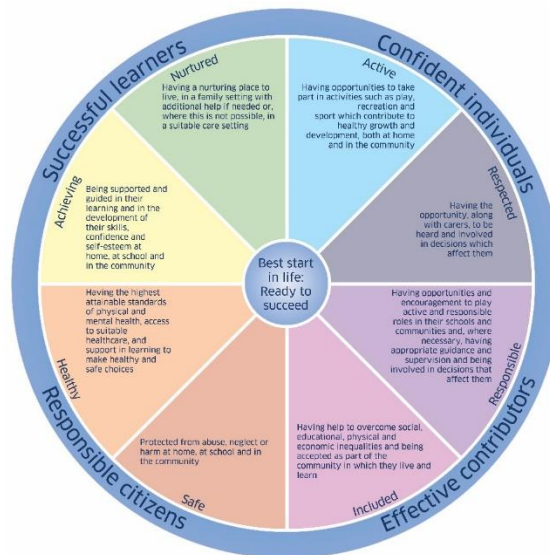 Successful learners
Confident individuals
Nurtured
Having a nurturing place to
live, in a family setting with
additional help if needed or,
where this is not possible, in
a suitable care setting
Active
Having opportunities to take
part in activities such as play,
recreation and
sport which contribute to
healthy growth and
development, both at home
and in the community
Achieving
Being supported and
guided in their
learning and in the
development of
their skills,
confidence and
self-esteem at
home, at school and
in the community
Respected
Having the
opportunity, along
with carers, to be
heard and involved
in decisions which
affect them
Best start
in life:
Ready to
succeed
Healthy
Having the highest
attainable standards
of physical and
mental health, access
to suitable
healthcare, and
support in learning to
make healthy and
safe choices
Responsible
Having opportunities and
encouragement to play
active and responsible
roles in their schools and
communities and, where
necessary, having
appropriate guidance and
supervision and being
involved in decisions that
affect them
Protected from abuse, neglect or
harm at home, at school and in
the community
Safe
Having help to overcome social,
educational, physical and
economic inequalities and being
accepted as part of the
community in which they live and
learn
Included
Responsible citizens
Effective contributors